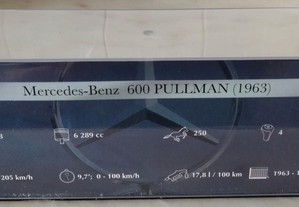 Mercedes-Benz 600 PULLMAN (1963)
6 289 cc 250 4
205 km/h 9,7"; 0 - 100 km/h 17,8 l / 100 km 1963 - 1